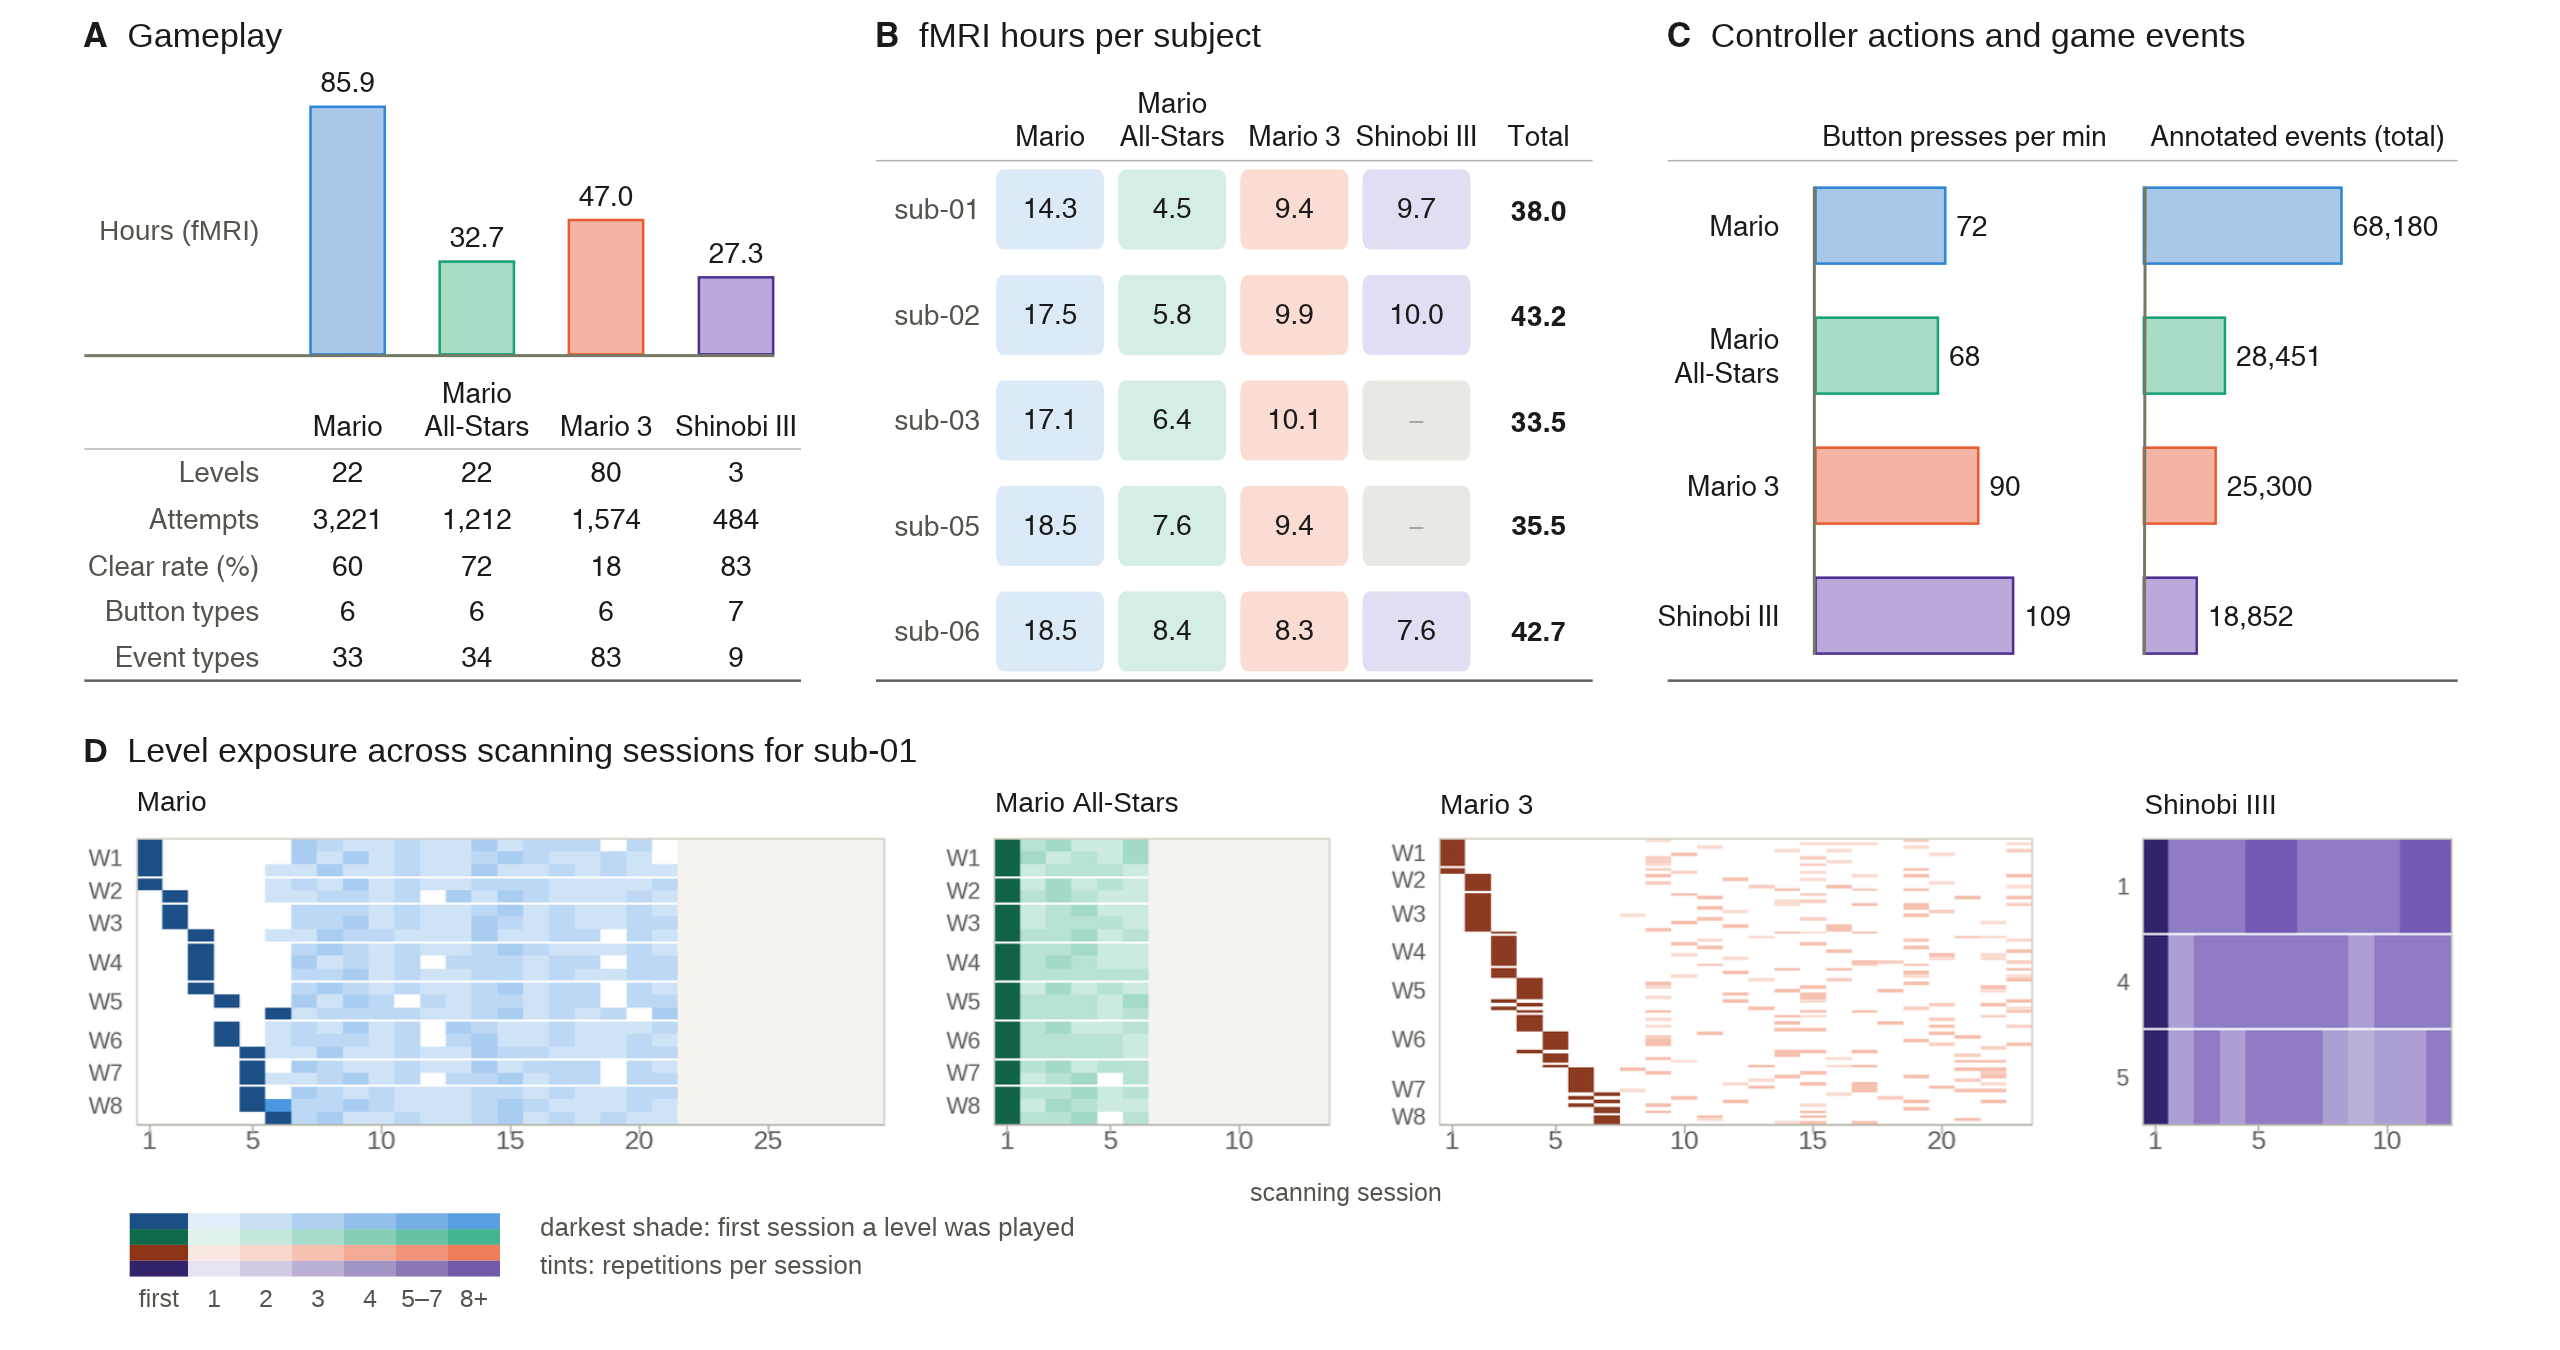 A Gameplay
85.9
47.0
32.7
27.3
Hours (fMRI)
Mario
Mario All-Stars
Mario 3
Shinobi III
Levels 22 22 80 3
Attempts 3,221 1,212 1,574 484
Clear rate (%) 60 72 18 83
Button types 6 6 6 7
Event types 33 34 83 9
B fMRI hours per subject
Mario
Mario All-Stars
Mario 3
Shinobi III
Total
sub-01 14.3 4.5 9.4 9.7 38.0
sub-02 17.5 5.8 9.9 10.0 43.2
sub-03 17.1 6.4 10.1 – 33.5
sub-05 18.5 7.6 9.4 – 35.5
sub-06 18.5 8.4 8.3 7.6 42.7
C Controller actions and game events
Button presses per min Annotated events (total)
Mario 72 68,180
Mario
All-Stars 68 28,451
Mario 3 90 25,300
Shinobi III 109 18,852
D Level exposure across scanning sessions for sub-01
Mario
W1
W2
W3
W4
W5
W6
W7
W8
1 5 10 15 20 25
Mario All-Stars
W1
W2
W3
W4
W5
W6
W7
W8
1 5 10
Mario 3
W1
W2
W3
W4
W5
W6
W7
W8
1 5 10 15 20
Shinobi IIII
1
4
5
1 5 10
scanning session
darkest shade: first session a level was played
tints: repetitions per session
first 1 2 3 4 5–7 8+